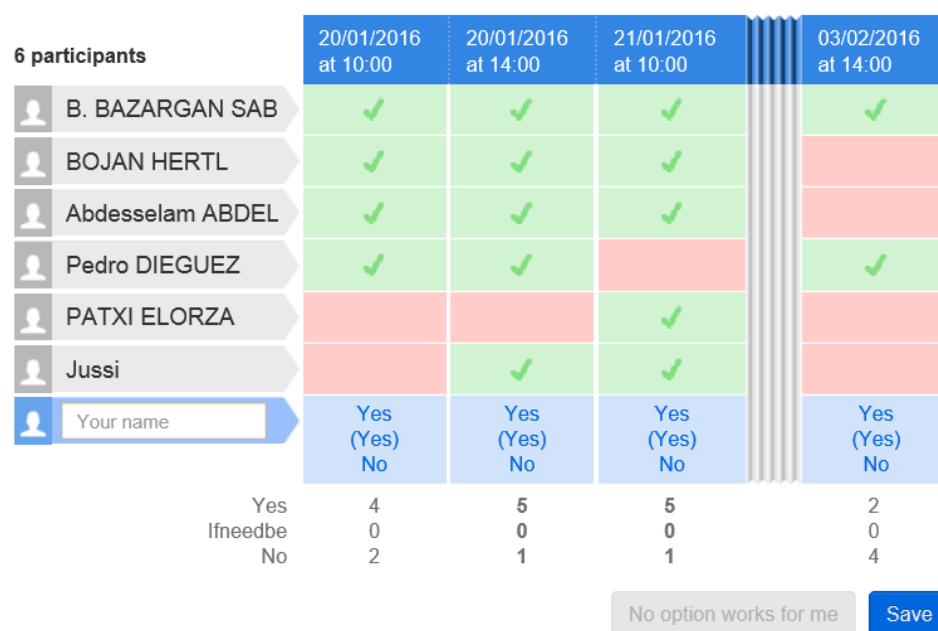 6 participants
20/01/2016 at 10:00
20/01/2016 at 14:00
21/01/2016 at 10:00
03/02/2016 at 14:00
B. BAZARGAN SAB
BOJAN HERTL
Abdesselam ABDEL
Pedro DIEGUEZ
PATXI ELORZA
Jussi
Your name
Yes Yes Yes Yes
(Yes) (Yes) (Yes) (Yes)
No No No No
Yes 4 5 5 2
Ifneedbe 0 0 0 0
No 2 1 1 4
No option works for me Save